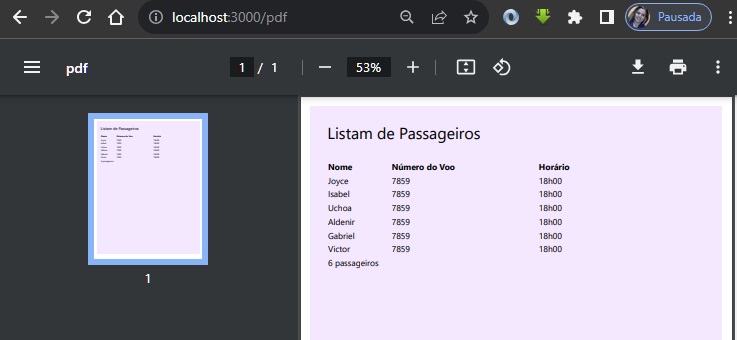 localhost:3000/pdf
Pausada
pdf
1 / 1
53%
Listam de Passageiros
Nome Número do Voo Horário
Joyce 7859 18h00
Isabel 7859 18h00
Uchoa 7859 18h00
Aldenir 7859 18h00
Gabriel 7859 18h00
Victor 7859 18h00
6 passageiros
1